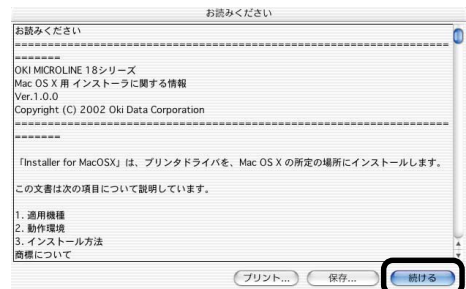 お読みください
お読みください
==========================================================
=======
OKI MICROLINE 18シリーズ
Mac OS X 用 インストーラに関する情報
Ver.1.0.0
Copyright (C) 2002 Oki Data Corporation
==========================================================
=======
「Installer for MacOSX」は、プリンタドライバを、Mac OS X の所定の場所にインストールします。
この文書は次の項目について説明しています。
1. 適用機種
2. 動作環境
3. インストール方法
商標について
プリント... 保存... 続ける